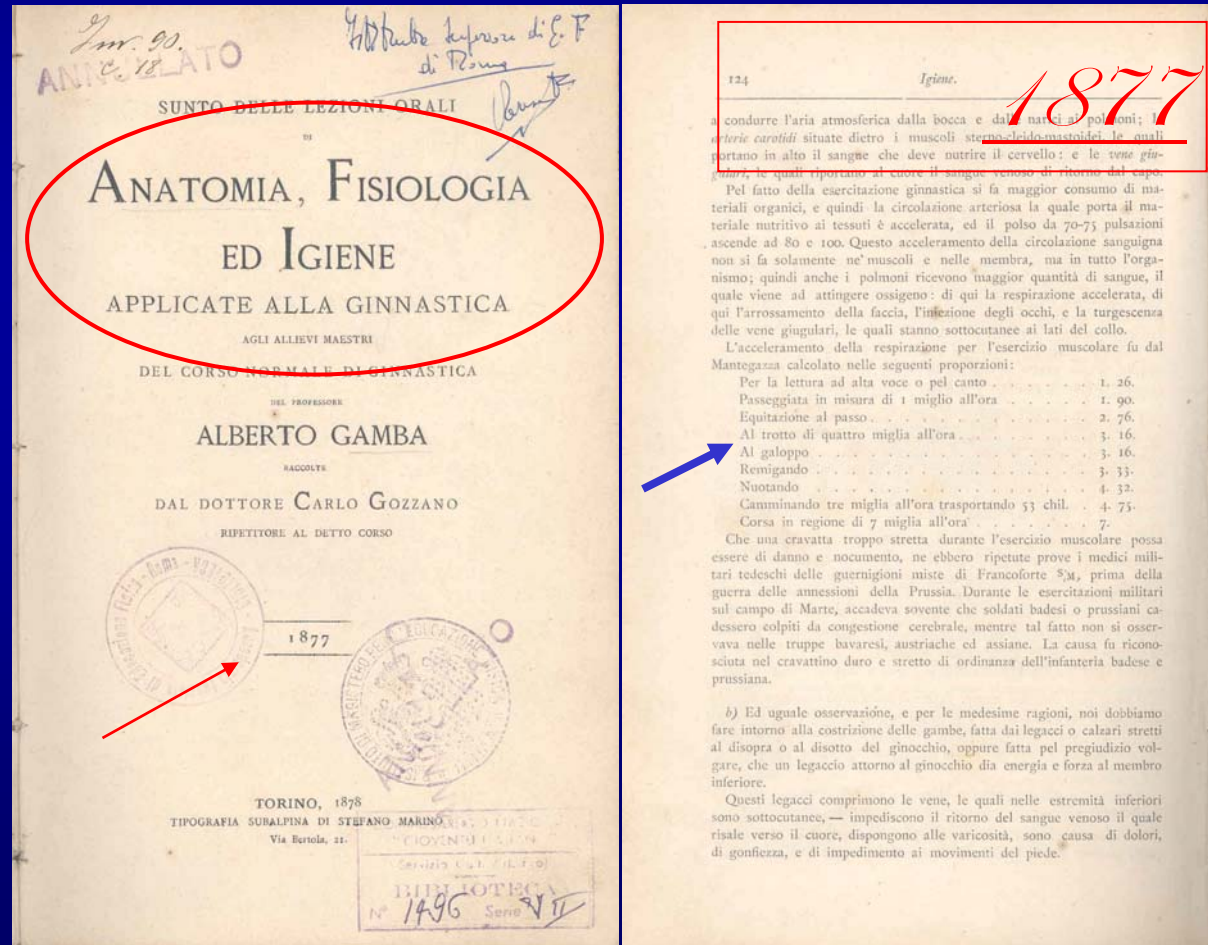 Inv. 90.
C. 18
ANNULLATO
Istituto Superiore di E. F
di Roma
SUNTO DELLE LEZIONI ORALI
DI
ANATOMIA, FISIOLOGIA
ED IGIENE
APPLICATE ALLA GINNASTICA
AGLI ALLIEVI MAESTRI
DEL CORSO NORMALE DI GINNASTICA
DEL PROFESSORE
ALBERTO GAMBA
RACCOLTE
DAL DOTTORE CARLO GOZZANO
RIPETITORE AL DETTO CORSO
1877
TORINO, 1878
TIPOGRAFIA SUBALPINA DI STEFANO MARINO
Via Bertola, 21.
BIBLIOTECA
N° 1496 Serie VII
124 Igiene.
1877
a condurre l'aria atmosferica dalla bocca e dalle narici ai polmoni; le
arterie carotidi situate dietro i muscoli sterno-cleido-mastoidei, le quali
portano in alto il sangue che deve nutrire il cervello: e le vene giu-
gulari, le quali riportano al cuore il sangue venoso di ritorno dal capo.
Pel fatto della esercitazione ginnastica si fa maggior consumo di ma-
teriali organici, e quindi la circolazione arteriosa la quale porta il ma-
teriale nutritivo ai tessuti è accelerata, ed il polso da 70-75 pulsazioni
ascende ad 80 e 100. Questo acceleramento della circolazione sanguigna
non si fa solamente ne' muscoli e nelle membra, ma in tutto l'orga-
nismo; quindi anche i polmoni ricevono maggior quantità di sangue, il
quale viene ad attingere ossigeno: di qui la respirazione accelerata, di
qui l'arrossamento della faccia, l'iniezione degli occhi, e la turgescenza
delle vene giugulari, le quali stanno sottocutanee ai lati del collo.
L'acceleramento della respirazione per l'esercizio muscolare fu dal
Mantegazza calcolato nelle seguenti proporzioni:
Per la lettura ad alta voce o pel canto . . . . . . 1. 26.
Passeggiata in misura di 1 miglio all'ora . . . . . 1. 90.
Equitazione al passo. . . . . . . . . . . . . 2. 76.
Al trotto di quattro miglia all'ora . . . . . . . . . 3. 16.
Al galoppo . . . . . . . . . . . . . . . . 3. 16.
Remigando . . . . . . . . . . . . . . . . 3. 33.
Nuotando . . . . . . . . . . . . . . . . 4. 32.
Camminando tre miglia all'ora trasportando 53 chil. . 4. 75.
Corsa in regione di 7 miglia all'ora . . . . . . . 7.
Che una cravatta troppo stretta durante l'esercizio muscolare possa
essere di danno e nocumento, ne ebbero ripetute prove i medici mili-
tari tedeschi delle guernigioni miste di Francoforte S/M, prima della
guerra delle annessioni della Prussia. Durante le esercitazioni militari
sul campo di Marte, accadeva sovente che soldati badesi o prussiani ca-
dessero colpiti da congestione cerebrale, mentre tal fatto non si osser-
vava nelle truppe bavaresi, austriache ed assiane. La causa fu ricono-
sciuta nel cravattino duro e stretto di ordinanza dell'infanteria badese e
prussiana.
b) Ed uguale osservazione, e per le medesime ragioni, noi dobbiamo
fare intorno alla costrizione delle gambe, fatta dai legacci o calzari stretti
al disopra o al disotto del ginocchio, oppure fatta pel pregiudizio vol-
gare, che un legaccio attorno al ginocchio dia energia e forza al membro
inferiore.
Questi legacci comprimono le vene, le quali nelle estremità inferiori
sono sottocutanee, — impediscono il ritorno del sangue venoso il quale
risale verso il cuore, dispongono alle varicosità, sono causa di dolori,
di gonfiezza, e di impedimento ai movimenti del piede.